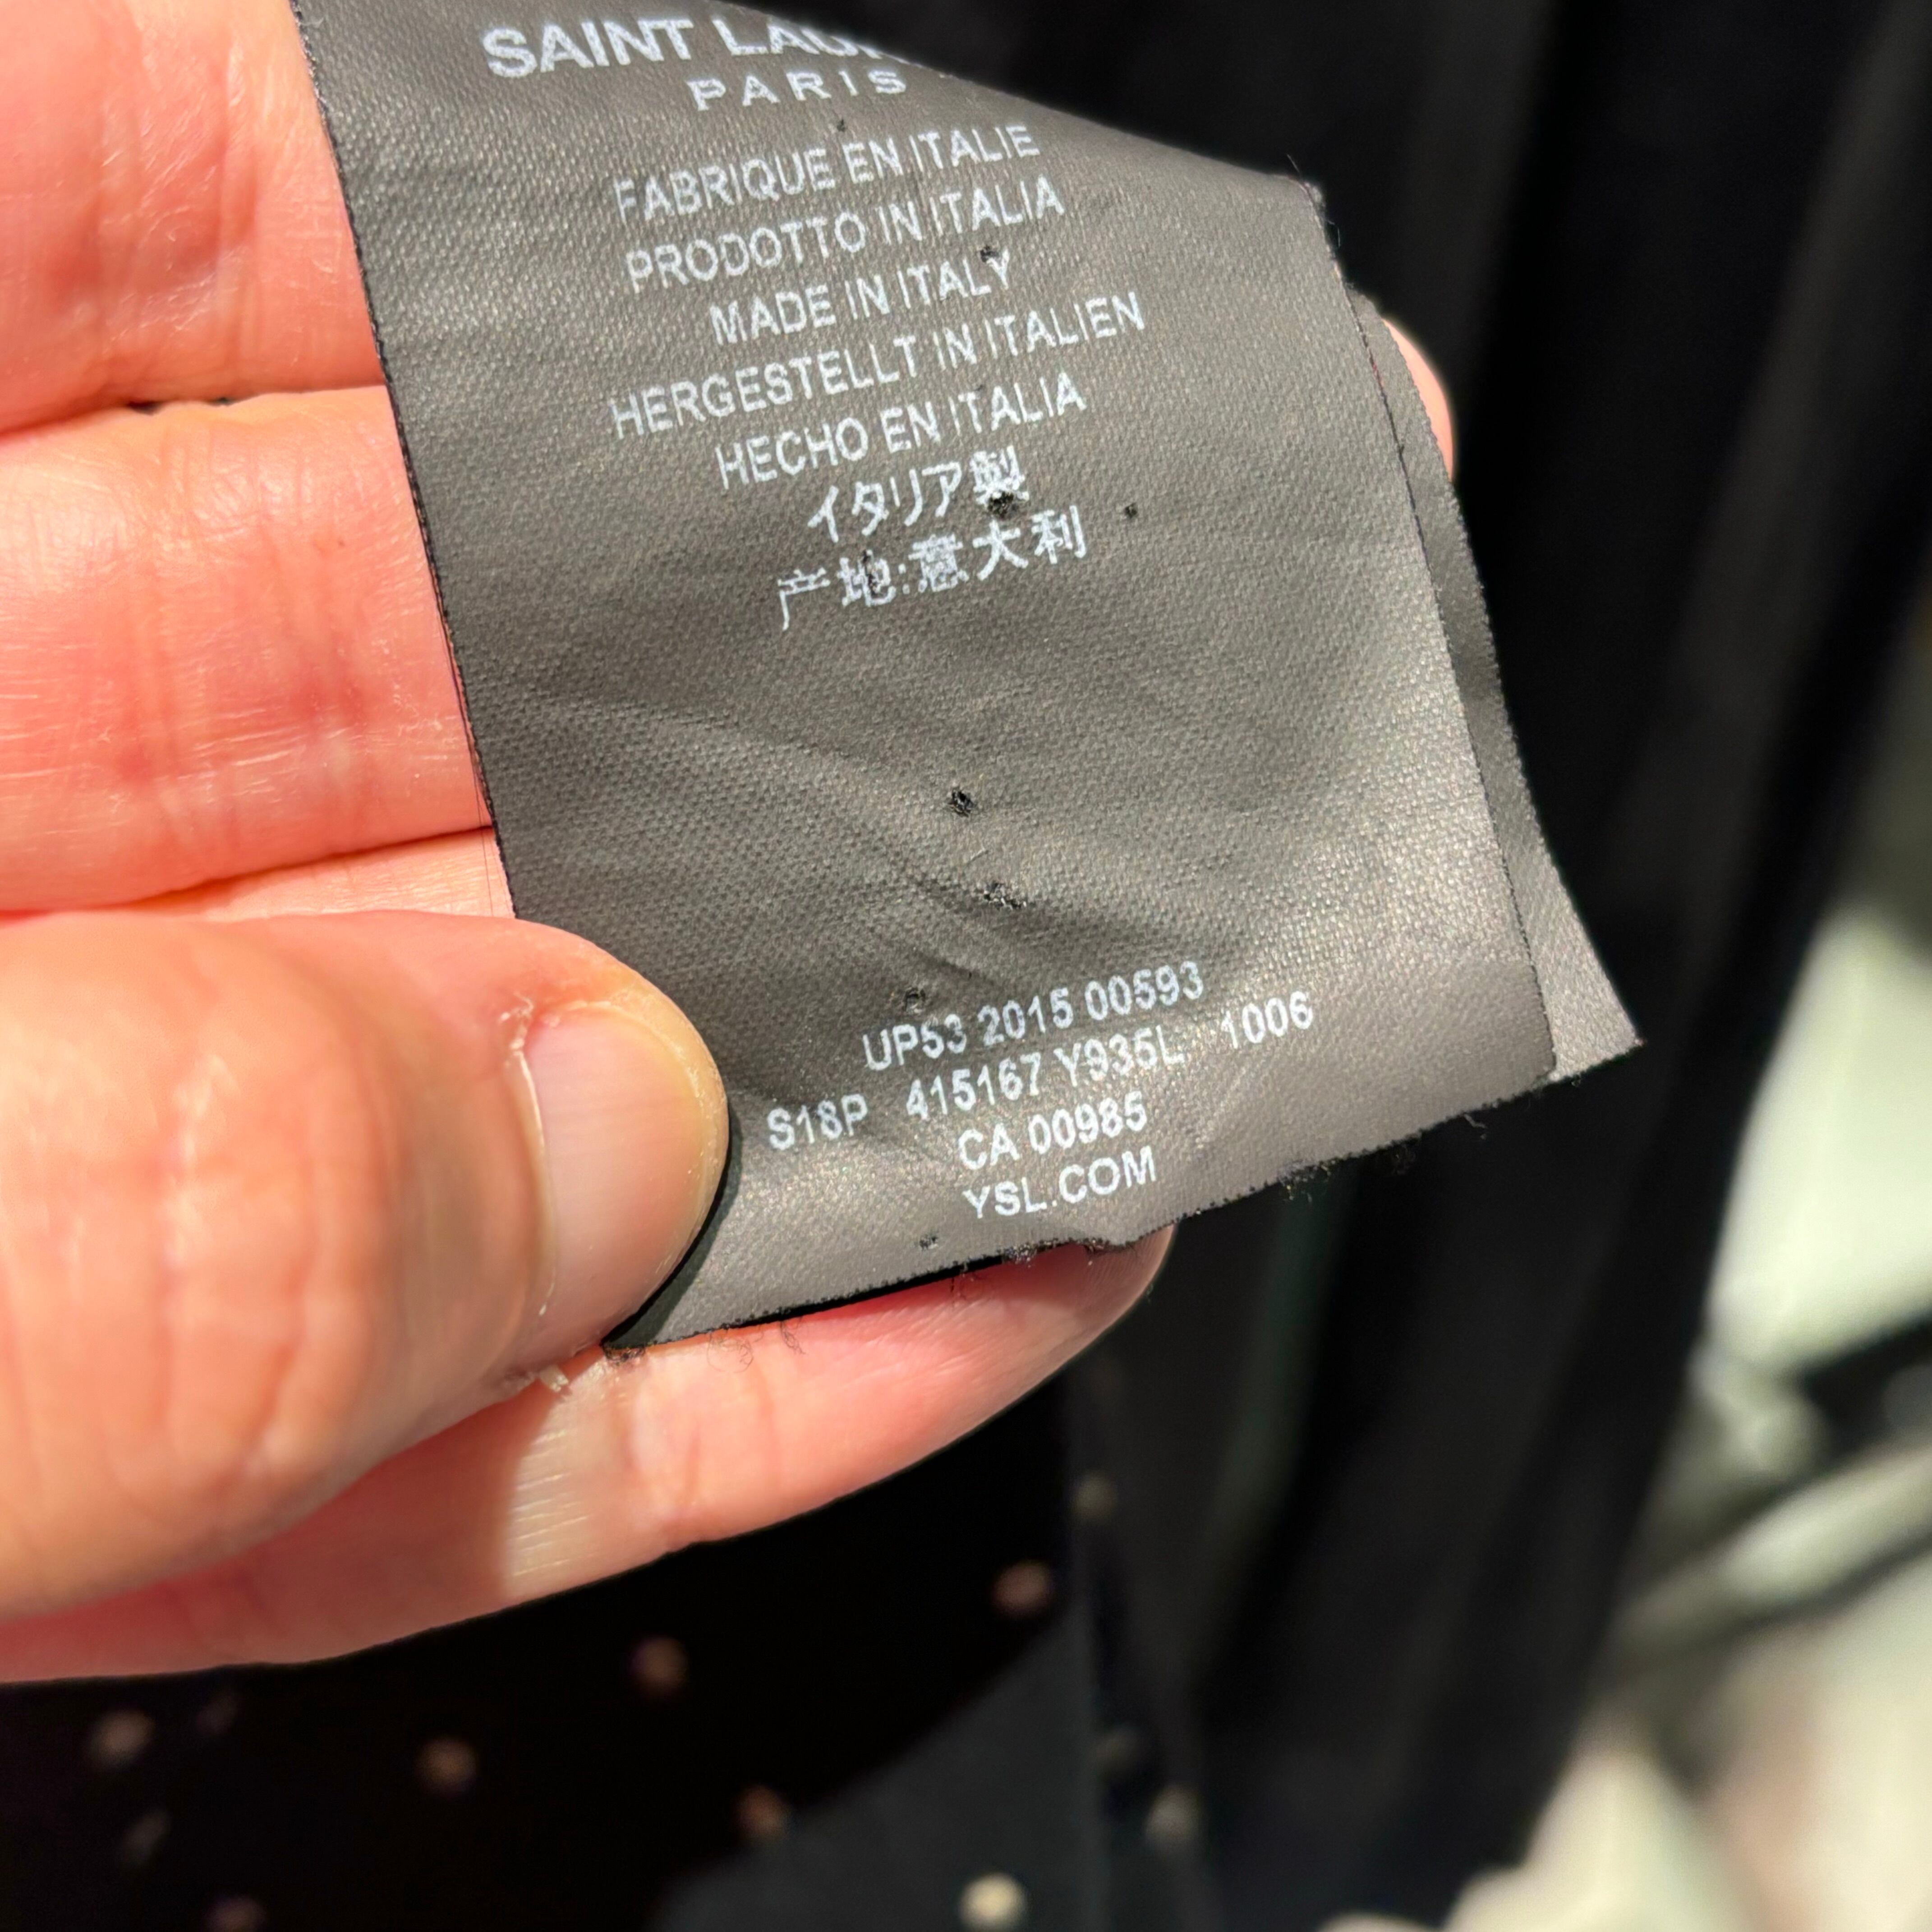 SAINT LAU
PARIS
FABRIQUE EN ITALIE
PRODOTTO IN ITALIA
MADE IN ITALY
HERGESTELLT IN ITALIEN
HECHO EN ITALIA
イタリア製
产地:意大利
UP53 2015 00593
S18P 415167 Y935L 1006
CA 00985
YSL.COM